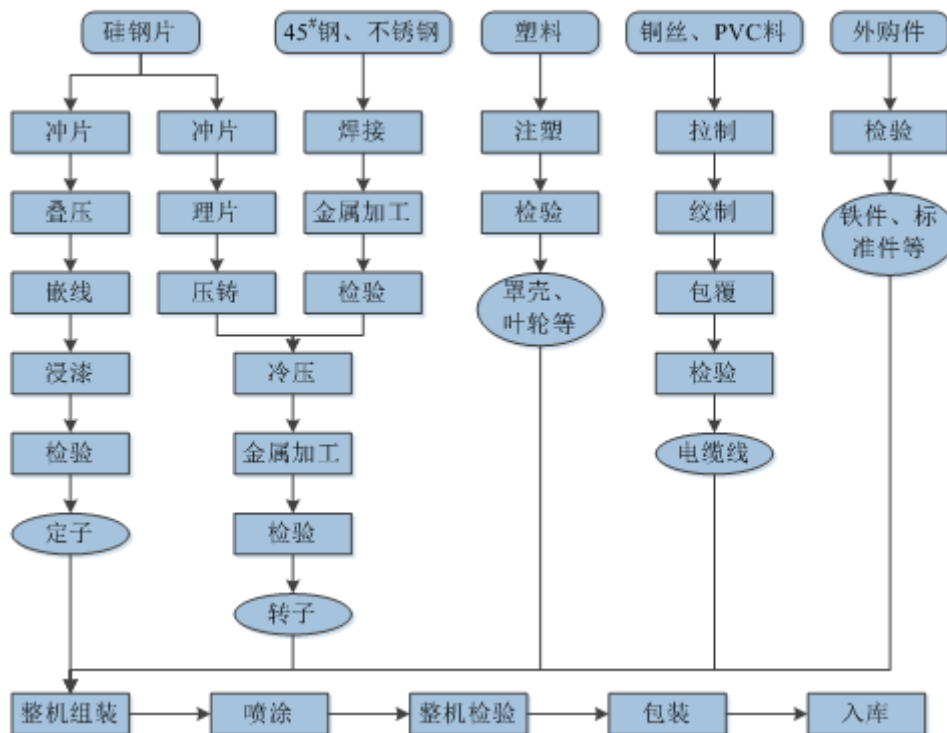 硅钢片
45#钢、不锈钢
塑料
铜丝、PVC料
外购件
冲片
冲片
焊接
注塑
拉制
检验
叠压
理片
金属加工
检验
绞制
铁件、标
准件等
嵌线
压铸
检验
罩壳、
叶轮等
包覆
浸漆
冷压
检验
检验
金属加工
电缆线
定子
检验
转子
整机组装
喷涂
整机检验
包装
入库